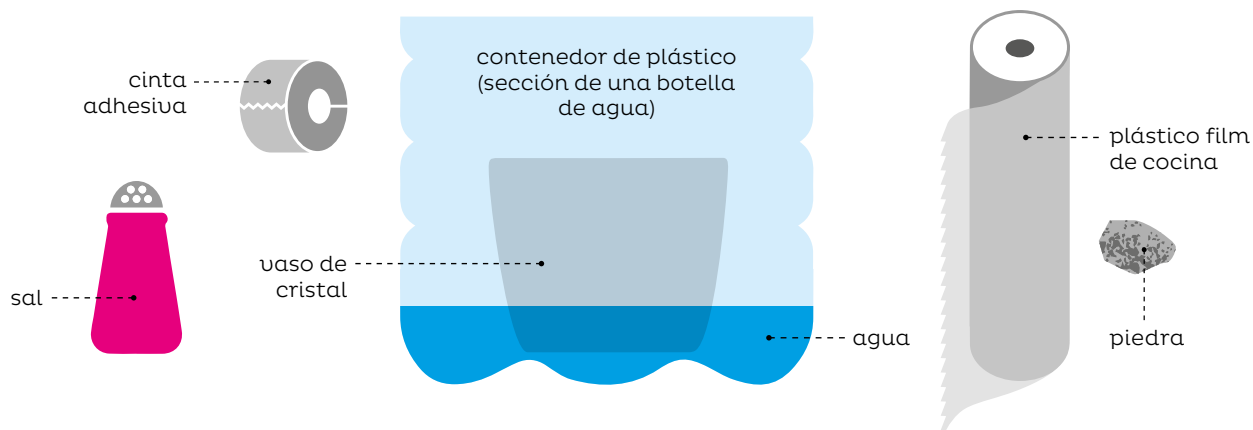 cinta
adhesiva
contenedor de plástico
(sección de una botella
de agua)
plástico film
de cocina
vaso de
cristal
sal
agua
piedra